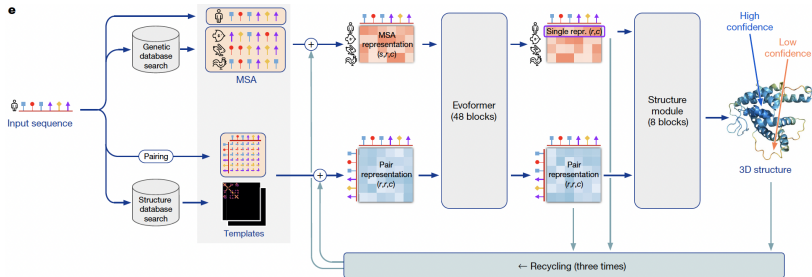 e
Genetic
database
search
MSA
Input sequence
Pairing
Structure
database
search
Templates
MSA
representation
(s,r,c)
Pair
representation
(r,r,c)
Evoformer
(48 blocks)
Single repr. (r,c)
Pair
representation
(r,r,c)
Structure
module
(8 blocks)
High
confidence
Low
confidence
3D structure
← Recycling (three times)